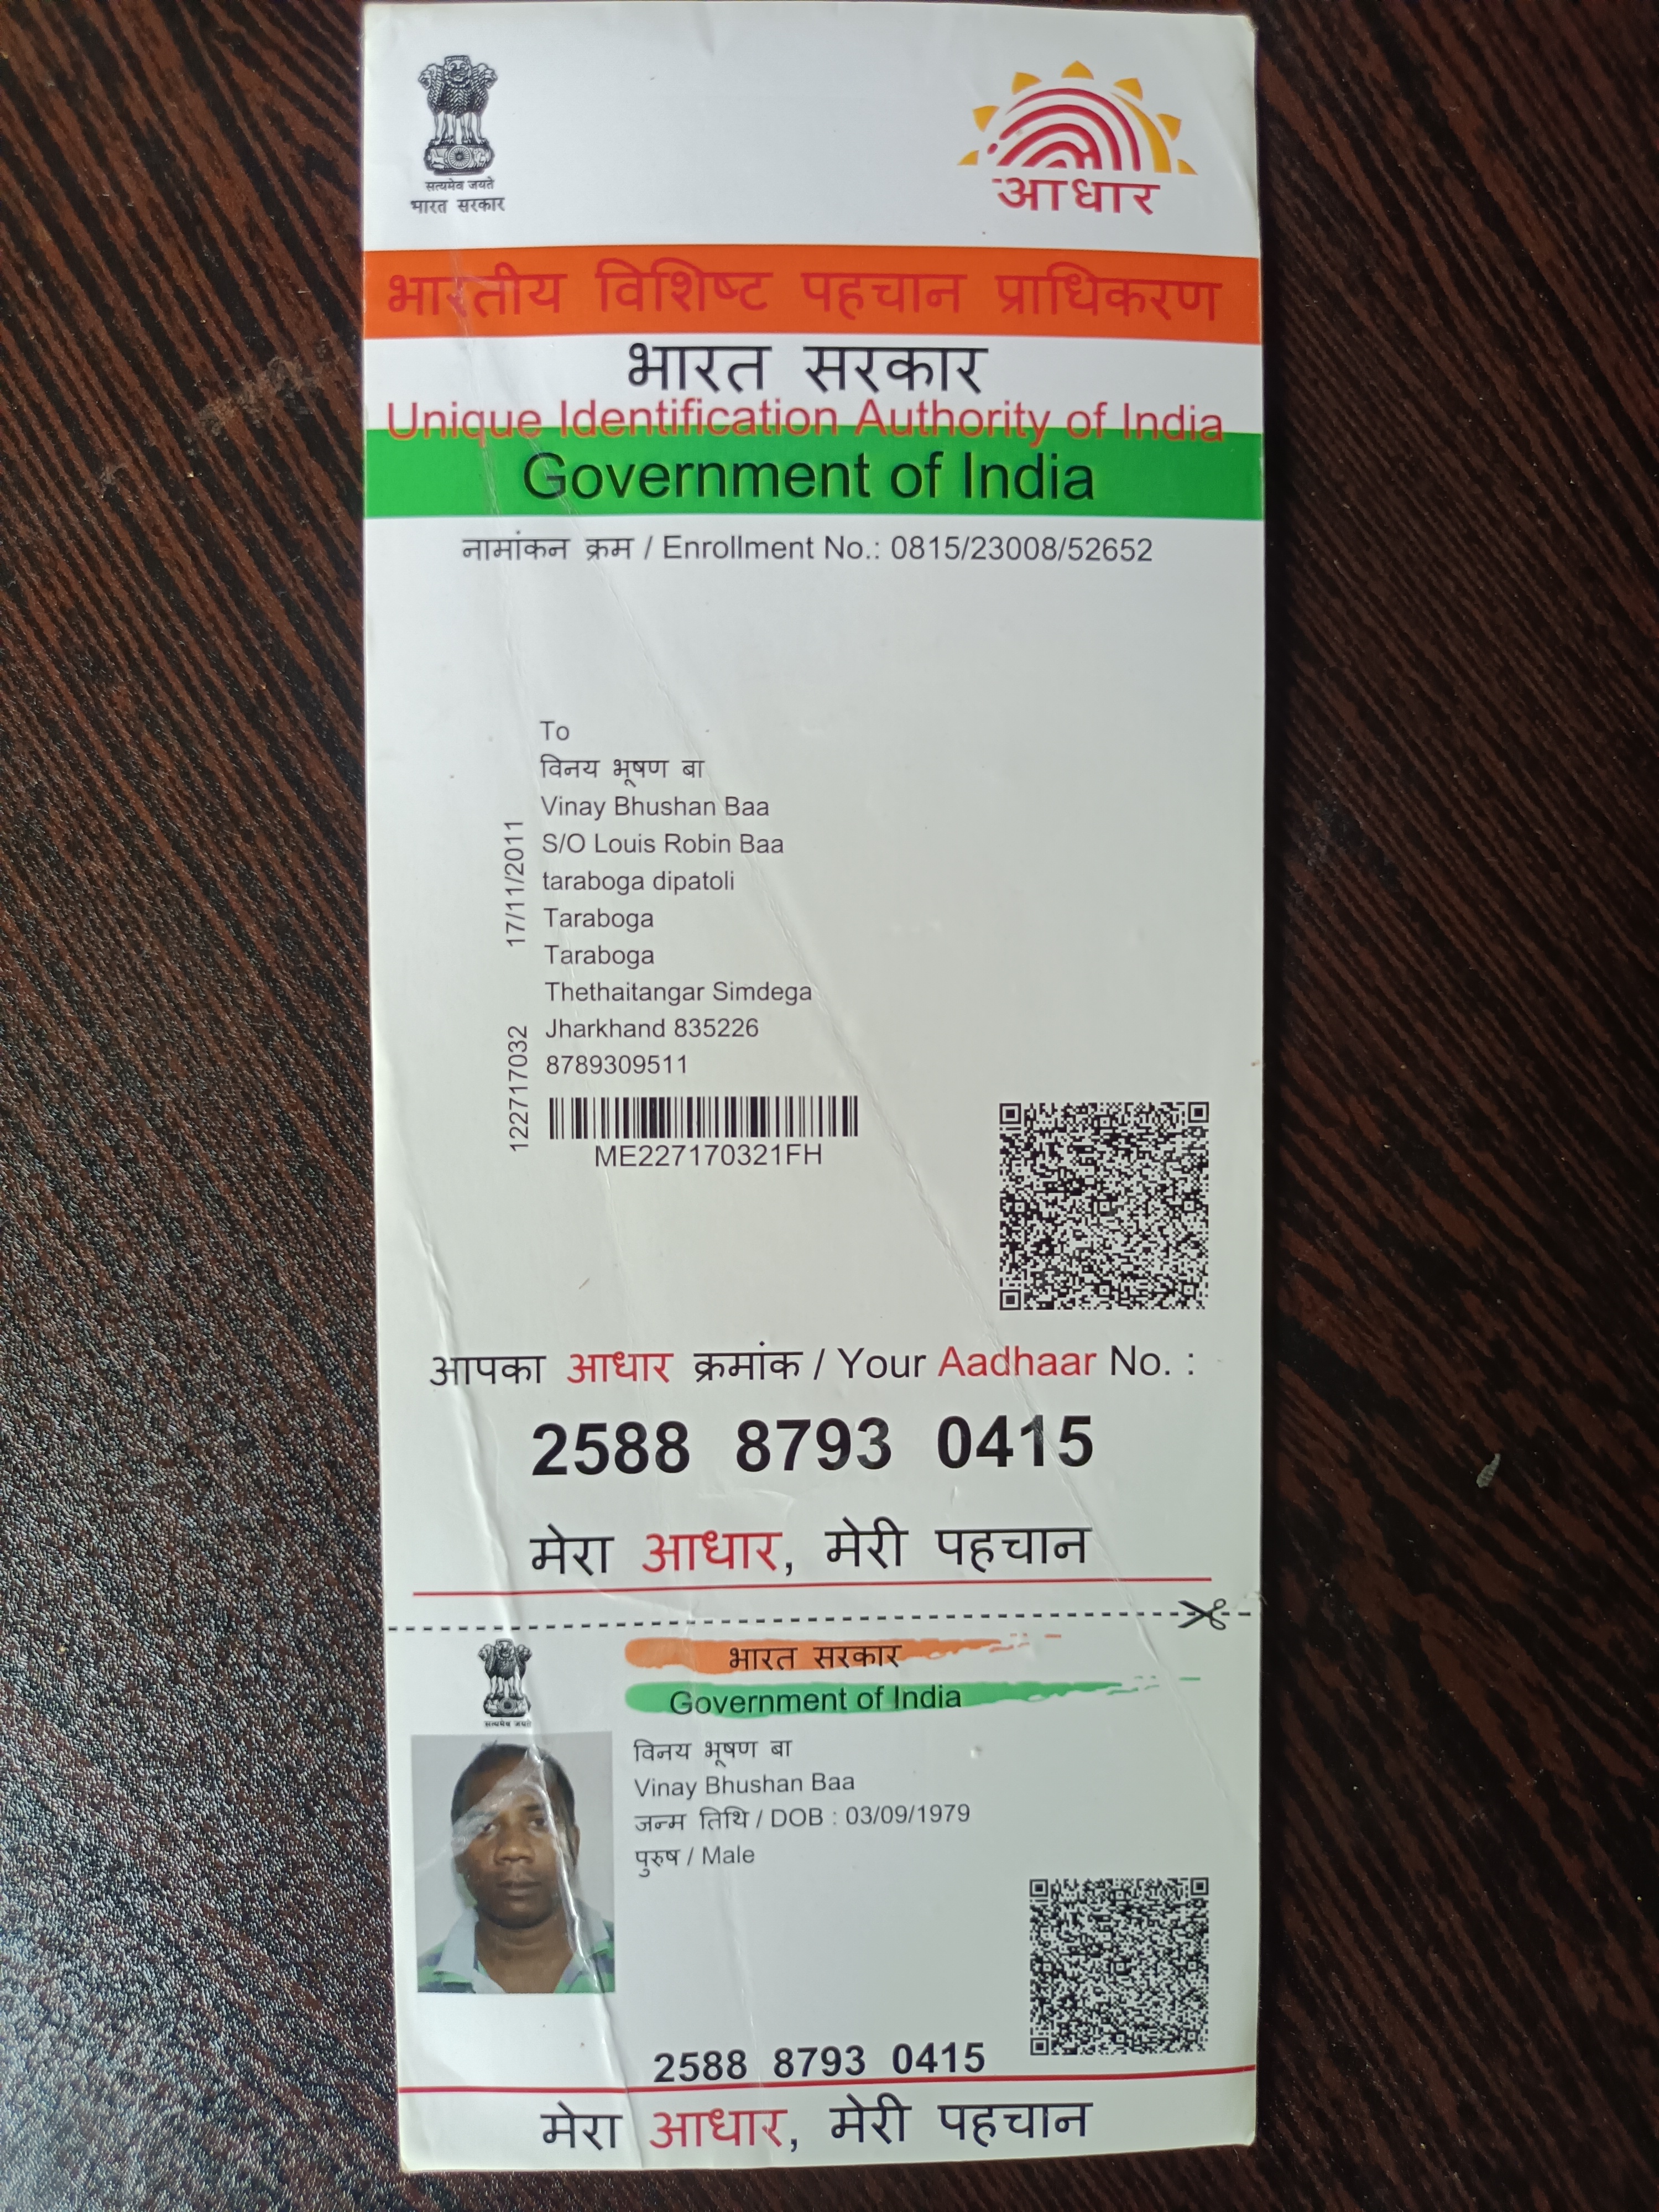 सत्यमेव जयते
भारत सरकार
आधार
भारतीय विशिष्ट पहचान प्राधिकरण
भारत सरकार
Unique Identification Authority of India
Government of India
नामांकन क्रम / Enrollment No.: 0815/23008/52652
To
विनय भूषण बा
Vinay Bhushan Baa
S/O Louis Robin Baa
taraboga dipatoli
Taraboga
Taraboga
Thethaitangar Simdega
Jharkhand 835226
8789309511
17/11/2011
122717032
ME227170321FH
आपका आधार क्रमांक / Your Aadhaar No. :
2588 8793 0415
मेरा आधार, मेरी पहचान
सत्यमेव जयते
भारत सरकार
Government of India
विनय भूषण बा
Vinay Bhushan Baa
जन्म तिथि / DOB : 03/09/1979
पुरुष / Male
2588 8793 0415
मेरा आधार, मेरी पहचान